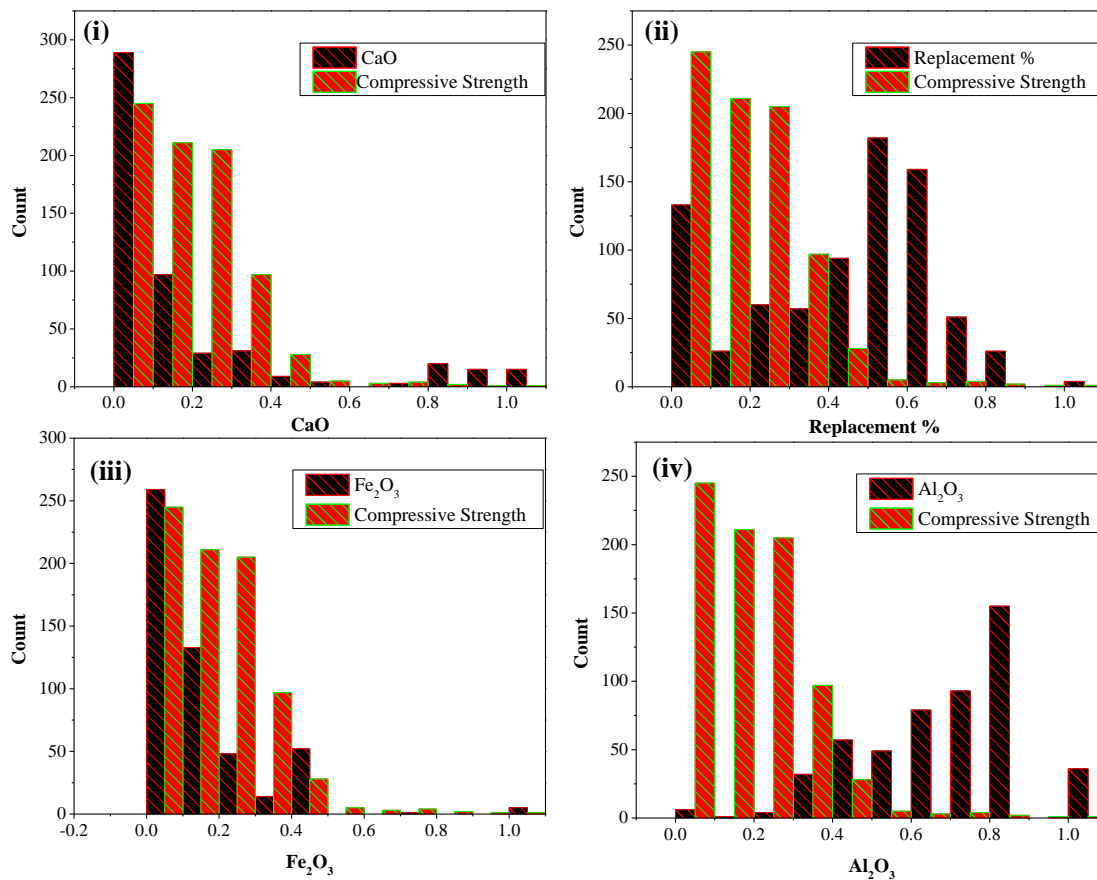 (i)
CaO
Compressive Strength
300
250
200
150
100
50
0
Count
0.0 0.2 0.4 0.6 0.8 1.0
CaO
(ii)
Replacement %
Compressive Strength
250
200
150
100
50
0
Count
0.0 0.2 0.4 0.6 0.8 1.0
Replacement %
(iii)
Fe₂O₃
Compressive Strength
300
250
200
150
100
50
0
Count
-0.2 0.0 0.2 0.4 0.6 0.8 1.0
Fe₂O₃
(iv)
Al₂O₃
Compressive Strength
250
200
150
100
50
0
Count
0.0 0.2 0.4 0.6 0.8 1.0
Al₂O₃